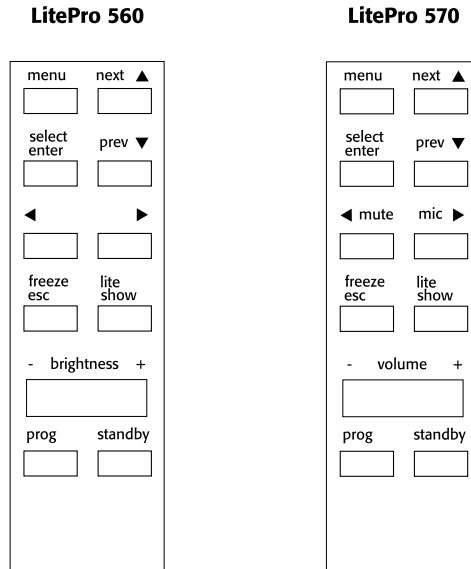 LitePro 560
menu next ▲
select enter prev ▼
◀ ▶
freeze esc lite show
- brightness +
prog standby
LitePro 570
menu next ▲
select enter prev ▼
◀ mute mic ▶
freeze esc lite show
- volume +
prog standby